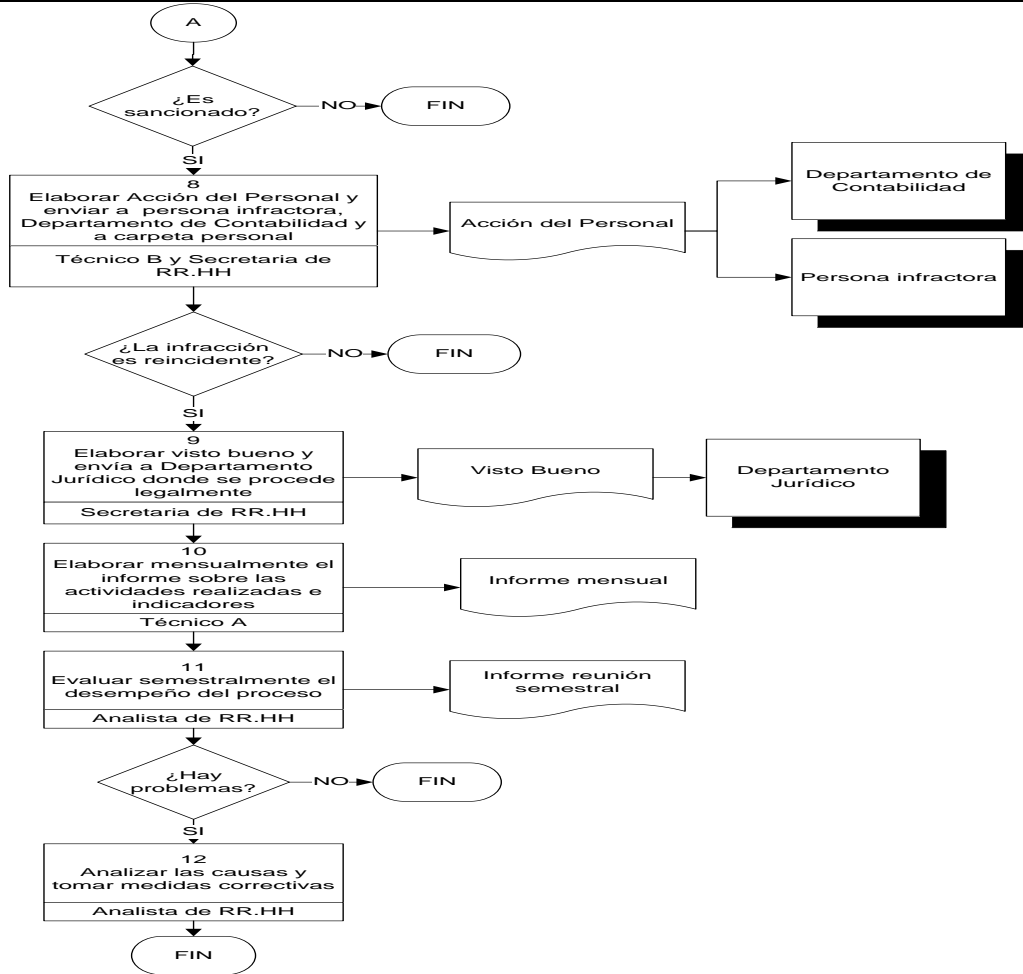 A
¿Es
sancionado?
NO
FIN
SI
8
Elaborar Acción del Personal y
enviar a persona infractora,
Departamento de Contabilidad y
a carpeta personal
Técnico B y Secretaria de
RR.HH
Acción del Personal
Departamento de
Contabilidad
Persona infractora
¿La infracción
es reincidente?
NO
FIN
SI
9
Elaborar visto bueno y
envía a Departamento
Jurídico donde se procede
legalmente
Secretaria de RR.HH
Visto Bueno
Departamento
Jurídico
10
Elaborar mensualmente el
informe sobre las
actividades realizadas e
indicadores
Técnico A
Informe mensual
11
Evaluar semestralmente el
desempeño del proceso
Analista de RR.HH
Informe reunión
semestral
¿Hay
problemas?
NO
FIN
SI
12
Analizar las causas y
tomar medidas correctivas
Analista de RR.HH
FIN